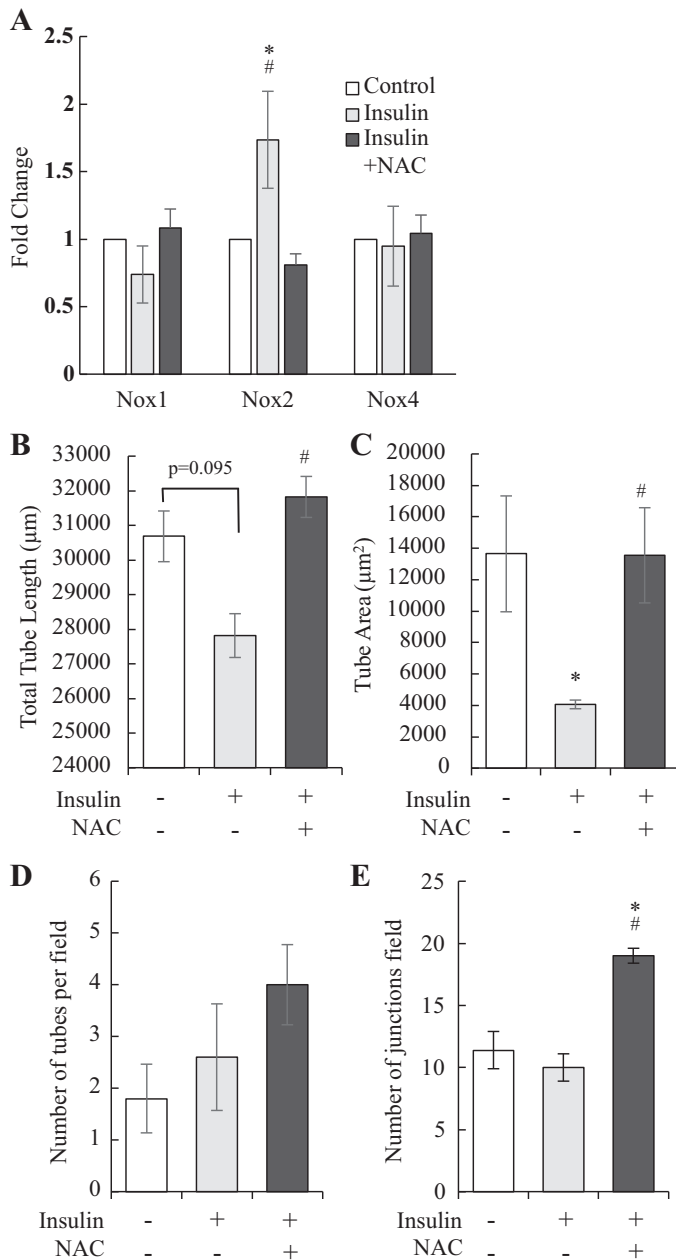 A
Fold Change
2.5
2
1.5
1
0.5
0
*
#
Control
Insulin
Insulin
+NAC
Nox1 Nox2 Nox4
B
Total Tube Length (μm)
33000
32000
31000
30000
29000
28000
27000
26000
25000
24000
p=0.095
#
Insulin - + +
NAC - - +
C
Tube Area (μm²)
20000
18000
16000
14000
12000
10000
8000
6000
4000
2000
0
*
#
- + +
- - +
D
Number of tubes per field
6
5
4
3
2
1
0
Insulin - + +
NAC - - +
E
Number of junctions field
25
20
15
10
5
0
*
#
Insulin - + +
NAC - - +